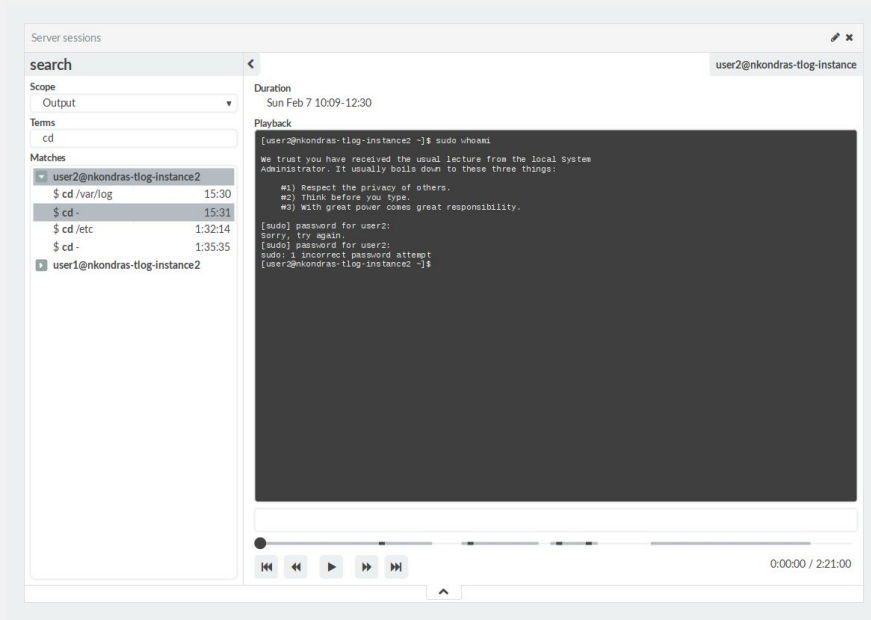 Server sessions
search
user2@nkondras-tlog-instance
Scope
Output
Terms
cd
Matches
user2@nkondras-tlog-instance2
$ cd /var/log 15:30
$ cd - 15:31
$ cd /etc 1:32:14
$ cd - 1:35:35
user1@nkondras-tlog-instance2
Duration
Sun Feb 7 10:09-12:30
Playback
[user2@nkondras-tlog-instance2 ~]$ sudo whoami
We trust you have received the usual lecture from the local System
Administrator. It usually boils down to these three things:
#1) Respect the privacy of others.
#2) Think before you type.
#3) With great power comes great responsibility.
[sudo] password for user2:
Sorry, try again.
[sudo] password for user2:
sudo: 1 incorrect password attempt
[user2@nkondras-tlog-instance2 ~]$
0:00:00 / 2:21:00